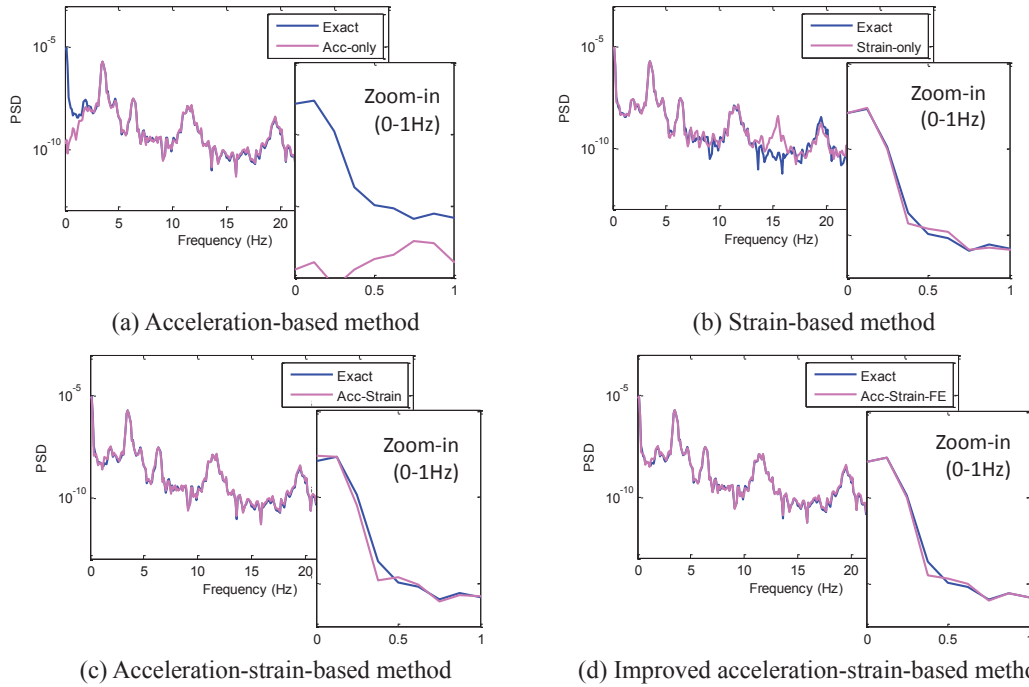 Exact
Acc-only
10^-5
10^-10
PSD
0 5 10 15 20
Frequency (Hz)
Zoom-in
(0-1Hz)
0 0.5 1
(a) Acceleration-based method
Exact
Strain-only
10^-5
10^-10
PSD
0 5 10 15 20
Frequency (Hz)
Zoom-in
(0-1Hz)
0 0.5 1
(b) Strain-based method
Exact
Acc-Strain
10^-5
10^-10
PSD
0 5 10 15 20
Frequency (Hz)
Zoom-in
(0-1Hz)
0 0.5 1
(c) Acceleration-strain-based method
Exact
Acc-Strain-FE
10^-5
10^-10
PSD
0 5 10 15 20
Frequency (Hz)
Zoom-in
(0-1Hz)
0 0.5 1
(d) Improved acceleration-strain-based metho